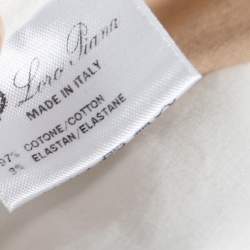 Loro Piana
MADE IN ITALY
97% COTONE/COTTON
3% ELASTAN/ELASTANE